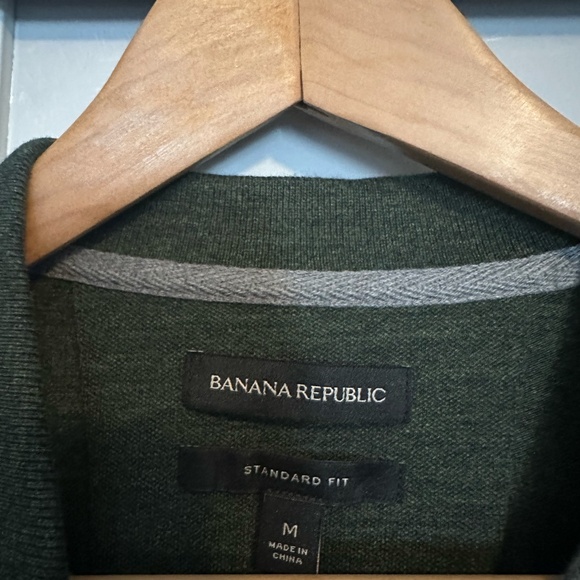 BANANA REPUBLIC
STANDARD FIT
M
MADE IN
CHINA